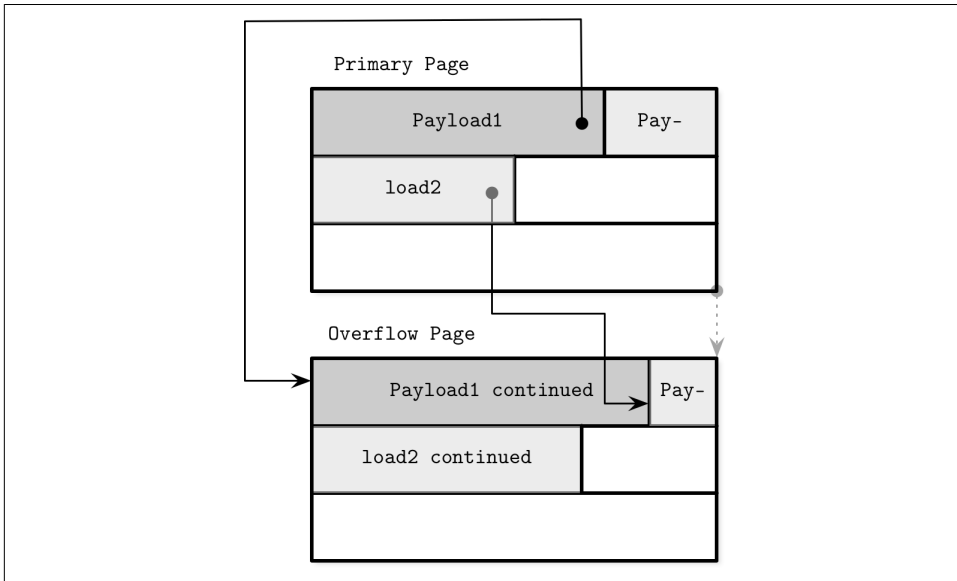 Primary Page
Payload1 Pay-
load2
Overflow Page
Payload1 continued Pay-
load2 continued